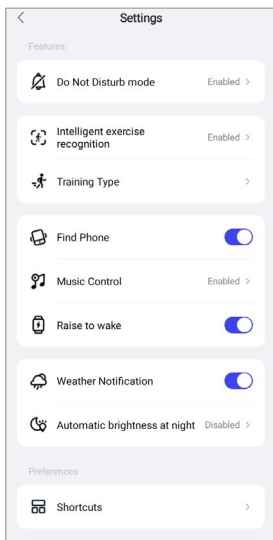 Settings
Features
Do Not Disturb mode Enabled
Intelligent exercise
recognition Enabled
Training Type
Find Phone
Music Control Enabled
Raise to wake
Weather Notification
Automatic brightness at night Disabled
Preferences
Shortcuts